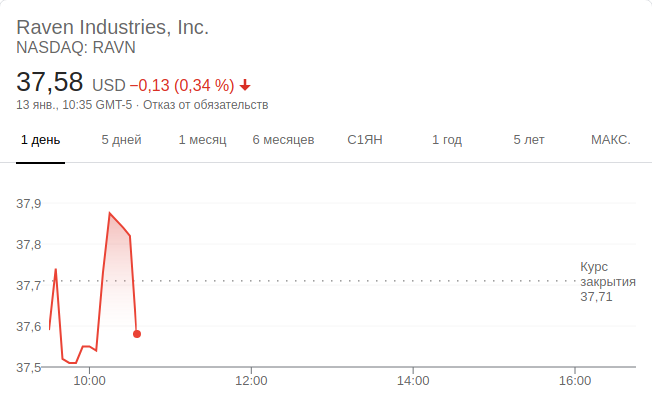 Raven Industries, Inc.
NASDAQ: RAVN
37,58 USD −0,13 (0,34 %)
13 янв., 10:35 GMT-5 · Отказ от обязательств
1 день 5 дней 1 месяц 6 месяцев С1ЯН 1 год 5 лет МАКС.
37,9
37,8
37,7
37,6
37,5
Курс
закрытия
37,71
10:00 12:00 14:00 16:00